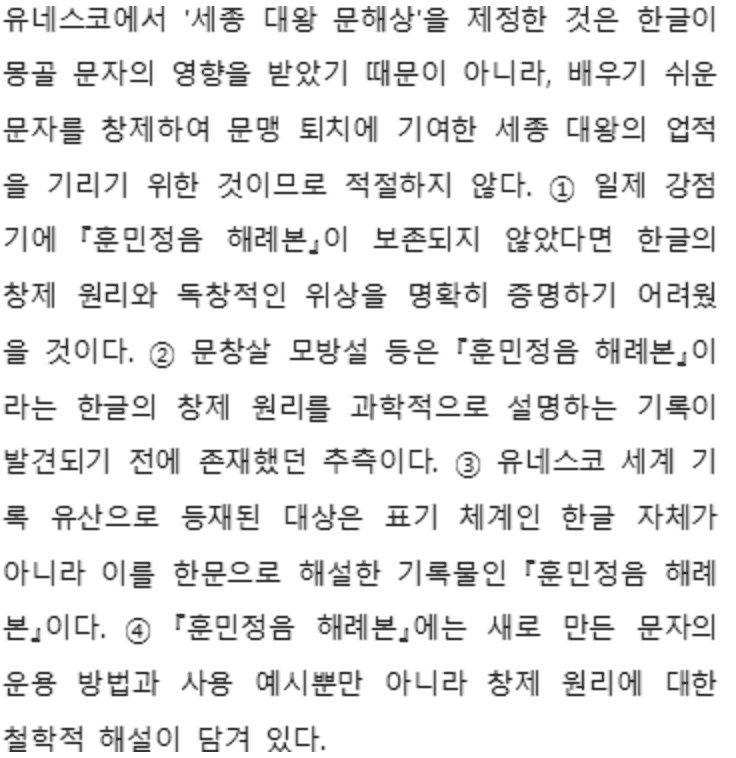 유네스코에서 '세종 대왕 문해상'을 제정한 것은 한글이
몽골 문자의 영향을 받았기 때문이 아니라, 배우기 쉬운
문자를 창제하여 문맹 퇴치에 기여한 세종 대왕의 업적
을 기리기 위한 것이므로 적절하지 않다. ① 일제 강점
기에 『훈민정음 해례본』이 보존되지 않았다면 한글의
창제 원리와 독창적인 위상을 명확히 증명하기 어려웠
을 것이다. ② 문창살 모방설 등은 『훈민정음 해례본』이
라는 한글의 창제 원리를 과학적으로 설명하는 기록이
발견되기 전에 존재했던 추측이다. ③ 유네스코 세계 기
록 유산으로 등재된 대상은 표기 체계인 한글 자체가
아니라 이를 한문으로 해설한 기록물인 『훈민정음 해례
본』이다. ④ 『훈민정음 해례본』에는 새로 만든 문자의
운용 방법과 사용 예시뿐만 아니라 창제 원리에 대한
철학적 해설이 담겨 있다.